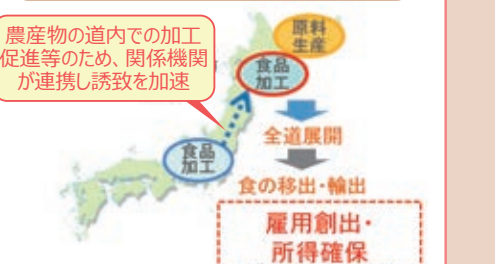 農産物の道内での加工
促進等のため、関係機関
が連携し誘致を加速
原料
生産
食品
加工
全道展開
食品
加工
食の移出・輸出
雇用創出・
所得確保